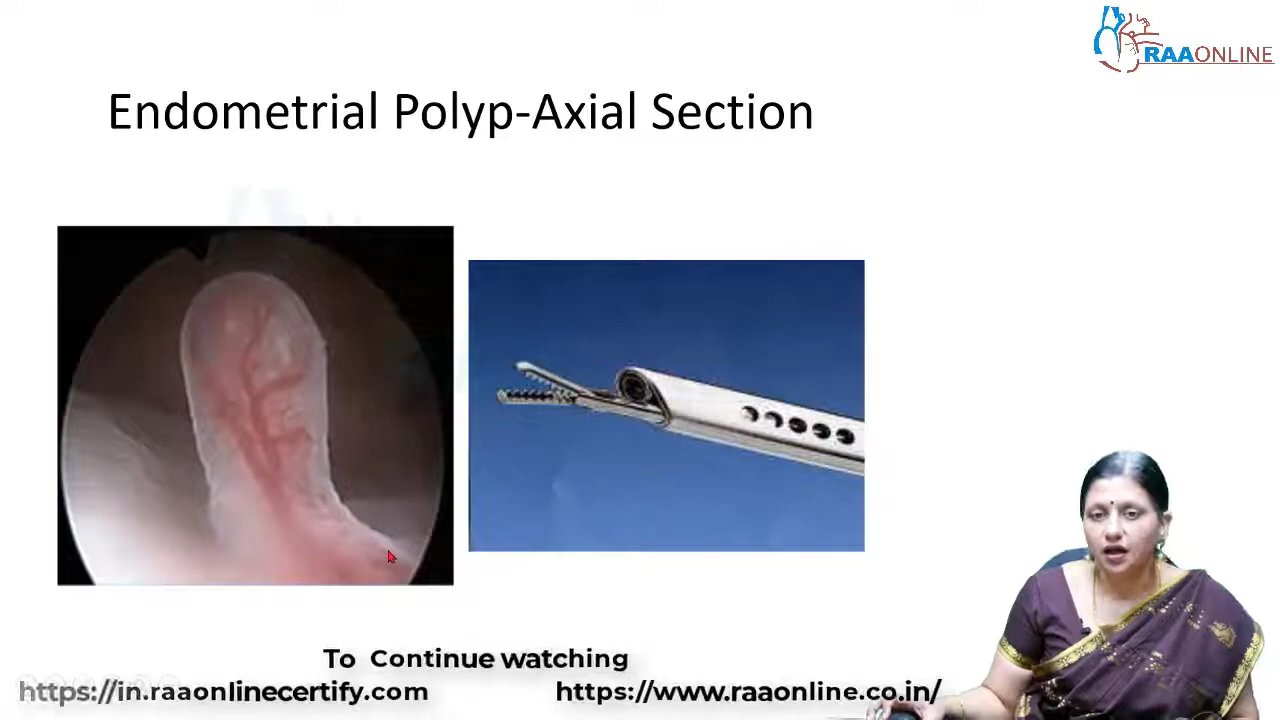 RAAONLINE
Endometrial Polyp-Axial Section
To Continue watching
https://in.raaonlinecertify.com
https://www.raaonline.co.in/